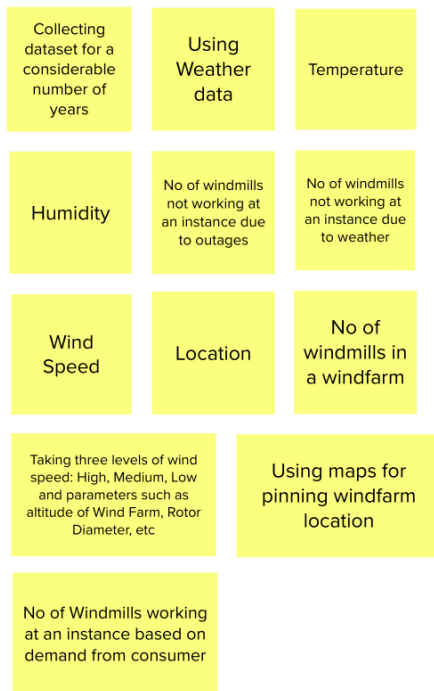 Collecting
dataset for a
considerable
number of
years
Using
Weather
data
Temperature
Humidity
No of windmills
not working at
an instance due
to outages
No of windmills
not working at
an instance due
to weather
Wind
Speed
Location
No of
windmills in
a windfarm
Taking three levels of wind
speed: High, Medium, Low
and parameters such as
altitude of Wind Farm, Rotor
Diameter, etc
Using maps for
pinning windfarm
location
No of Windmills working
at an instance based on
demand from consumer